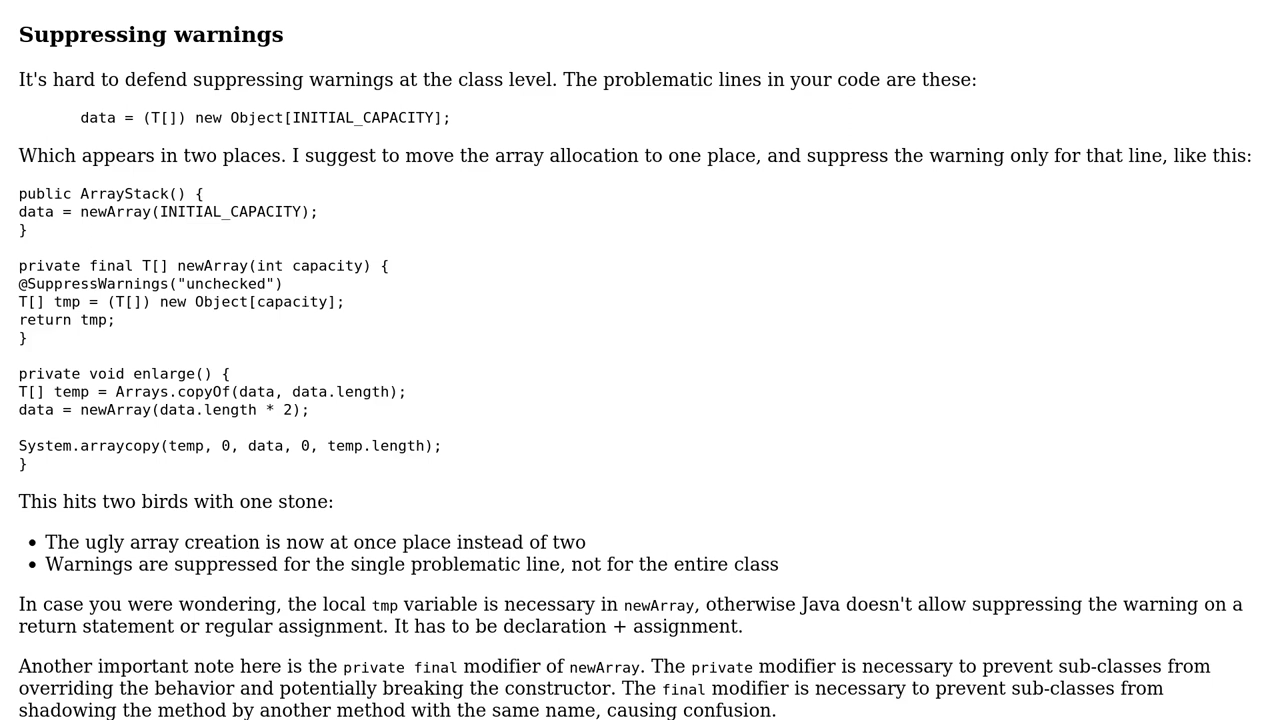 Suppressing warnings
It's hard to defend suppressing warnings at the class level. The problematic lines in your code are these:
data = (T[]) new Object[INITIAL_CAPACITY];
Which appears in two places. I suggest to move the array allocation to one place, and suppress the warning only for that line, like this:
public ArrayStack() {
data = newArray(INITIAL_CAPACITY);
}
private final T[] newArray(int capacity) {
@SuppressWarnings("unchecked")
T[] tmp = (T[]) new Object[capacity];
return tmp;
}
private void enlarge() {
T[] temp = Arrays.copyOf(data, data.length);
data = newArray(data.length * 2);
System.arraycopy(temp, 0, data, 0, temp.length);
}
This hits two birds with one stone:
• The ugly array creation is now at once place instead of two
• Warnings are suppressed for the single problematic line, not for the entire class
In case you were wondering, the local tmp variable is necessary in newArray, otherwise Java doesn't allow suppressing the warning on a
return statement or regular assignment. It has to be declaration + assignment.
Another important note here is the private final modifier of newArray. The private modifier is necessary to prevent sub-classes from
overriding the behavior and potentially breaking the constructor. The final modifier is necessary to prevent sub-classes from
shadowing the method by another method with the same name, causing confusion.